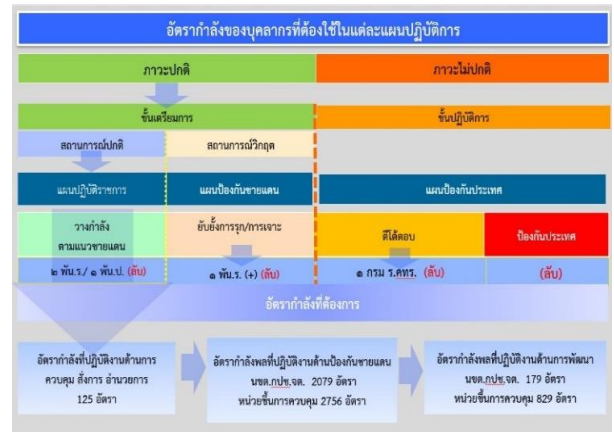 อัตรากำลังของบุคลากรที่ต้องใช้ในแต่ละแผนปฏิบัติการ
ภาวะปกติ
ภาวะไม่ปกติ
ขั้นเตรียมการ
ขั้นปฏิบัติการ
สถานการณ์ปกติ
สถานการณ์วิกฤต
แผนปฏิบัติราชการ
แผนป้องกันชายแดน
แผนป้องกันประเทศ
วางกำลัง
ตามแนวชายแดน
ยับยั้งการรุก/การเจาะ
ตีโต้ตอบ
ป้องกันประเทศ
๒ พัน.ร./ ๑ พัน.ป. (ลับ)
๑ พัน.ร. (+) (ลับ)
๑ กรม ร.ศทร. (ลับ)
(ลับ)
อัตรากำลังที่ต้องการ
อัตรากำลังที่ปฏิบัติงานด้านการ
ควบคุม สั่งการ อำนวยการ
125 อัตรา
อัตรากำลังพลที่ปฏิบัติงานด้านป้องกันชายแดน
นขต.กปช.จต. 2079 อัตรา
หน่วยขึ้นการควบคุม 2756 อัตรา
อัตรากำลังพลที่ปฏิบัติงานด้านการพัฒนา
นขต.กปช.จต. 179 อัตรา
หน่วยขึ้นการควบคุม 829 อัตรา